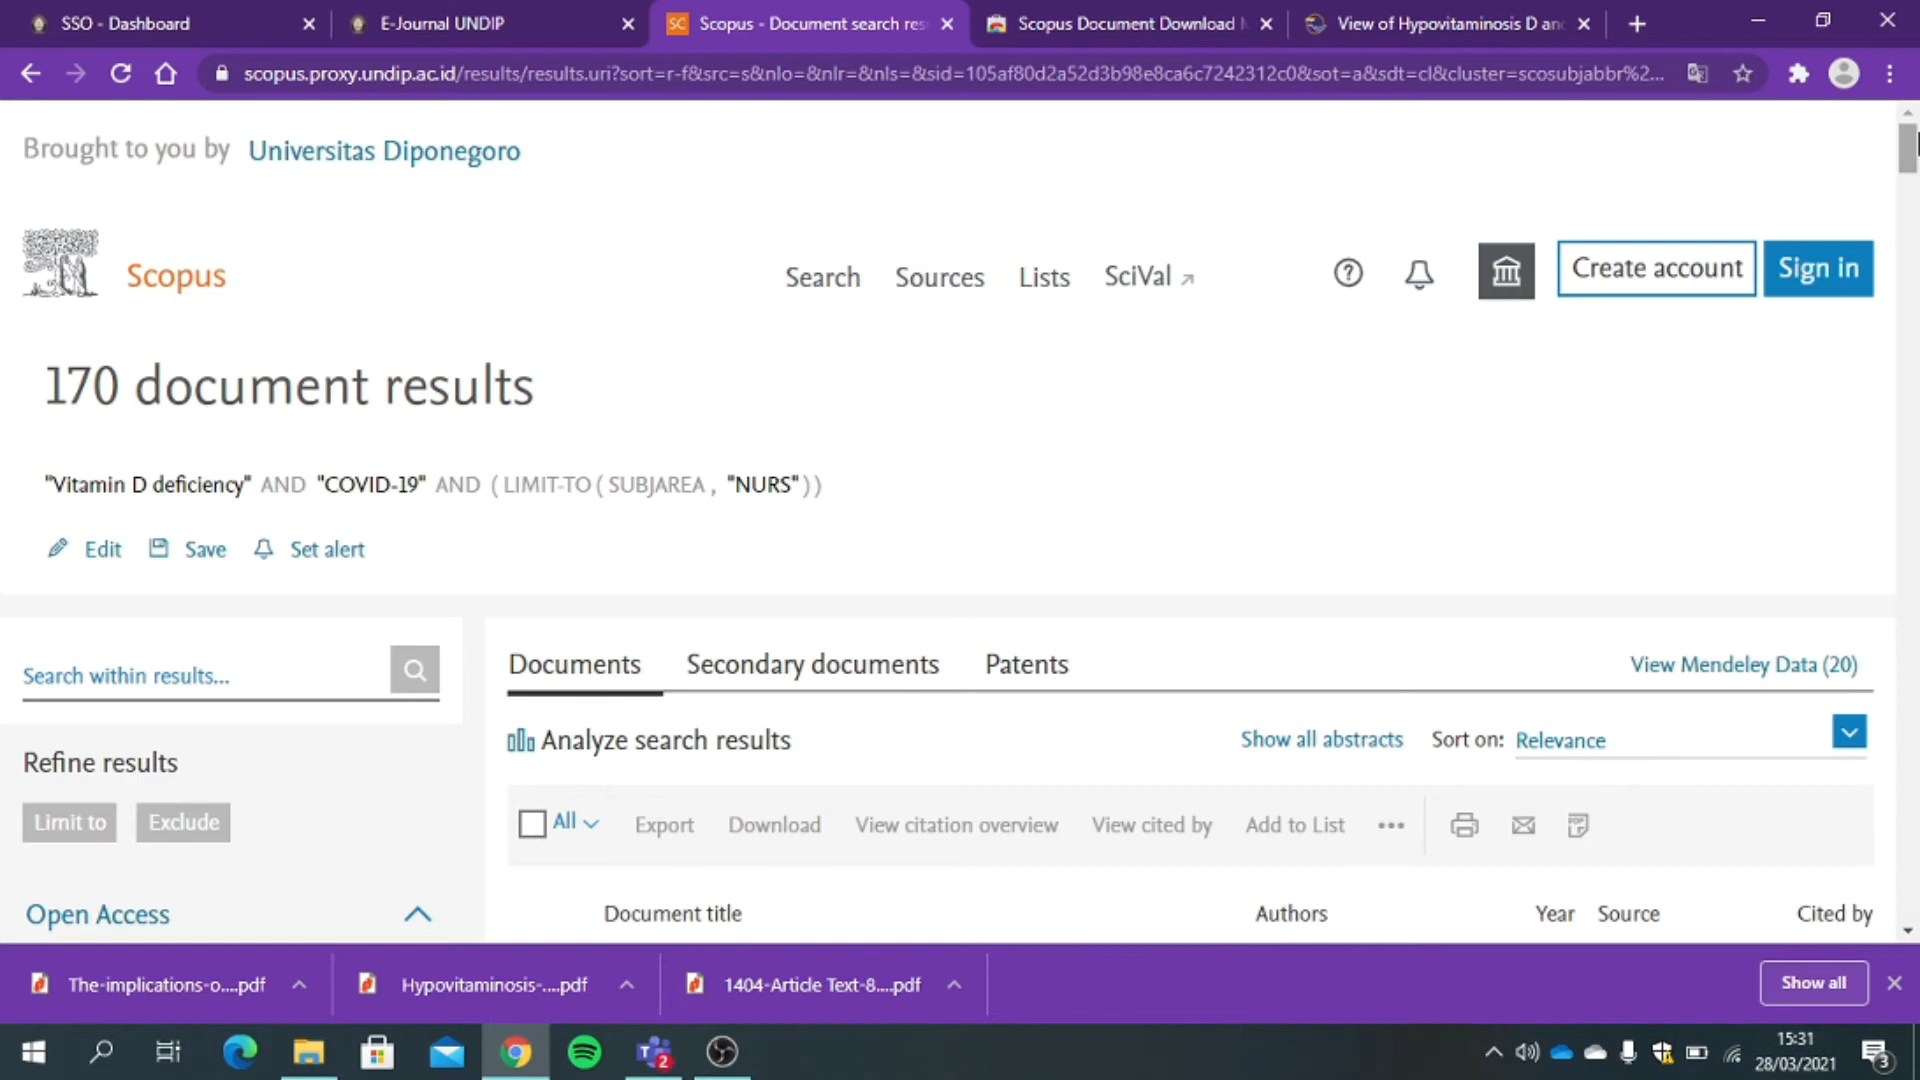 SSO - Dashboard
E-Journal UNDIP
SC Scopus - Document search res
Scopus Document Download
View of Hypovitaminosis D an
scopus.proxy.undip.ac.id/results/results.uri?sort=r-f&src=s&nlo=&nlr=&nls=&sid=105af80d2a52d3b98e8ca6c7242312c0&sot=a&sdt=cl&cluster=scosubjabbr%2...
Brought to you by Universitas Diponegoro
Scopus
Search Sources Lists SciVal
Create account
Sign in
170 document results
"Vitamin D deficiency" AND "COVID-19" AND ( LIMIT-TO ( SUBJAREA , "NURS" ) )
Edit Save Set alert
Search within results...
Documents Secondary documents Patents
View Mendeley Data (20)
Analyze search results
Show all abstracts Sort on: Relevance
Refine results
Limit to Exclude
All Export Download View citation overview View cited by Add to List •••
PDF
Open Access
Document title Authors Year Source Cited by
The-implications-o....pdf
Hypovitaminosis-....pdf
1404-Article Text-8....pdf
Show all
2
15:31
28/03/2021
3